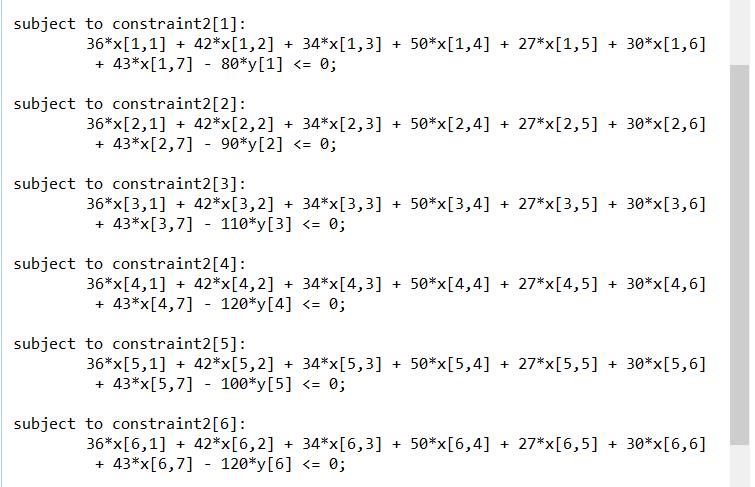 subject to constraint2[1]:
36*x[1,1] + 42*x[1,2] + 34*x[1,3] + 50*x[1,4] + 27*x[1,5] + 30*x[1,6]
+ 43*x[1,7] - 80*y[1] <= 0;
subject to constraint2[2]:
36*x[2,1] + 42*x[2,2] + 34*x[2,3] + 50*x[2,4] + 27*x[2,5] + 30*x[2,6]
+ 43*x[2,7] - 90*y[2] <= 0;
subject to constraint2[3]:
36*x[3,1] + 42*x[3,2] + 34*x[3,3] + 50*x[3,4] + 27*x[3,5] + 30*x[3,6]
+ 43*x[3,7] - 110*y[3] <= 0;
subject to constraint2[4]:
36*x[4,1] + 42*x[4,2] + 34*x[4,3] + 50*x[4,4] + 27*x[4,5] + 30*x[4,6]
+ 43*x[4,7] - 120*y[4] <= 0;
subject to constraint2[5]:
36*x[5,1] + 42*x[5,2] + 34*x[5,3] + 50*x[5,4] + 27*x[5,5] + 30*x[5,6]
+ 43*x[5,7] - 100*y[5] <= 0;
subject to constraint2[6]:
36*x[6,1] + 42*x[6,2] + 34*x[6,3] + 50*x[6,4] + 27*x[6,5] + 30*x[6,6]
+ 43*x[6,7] - 120*y[6] <= 0;